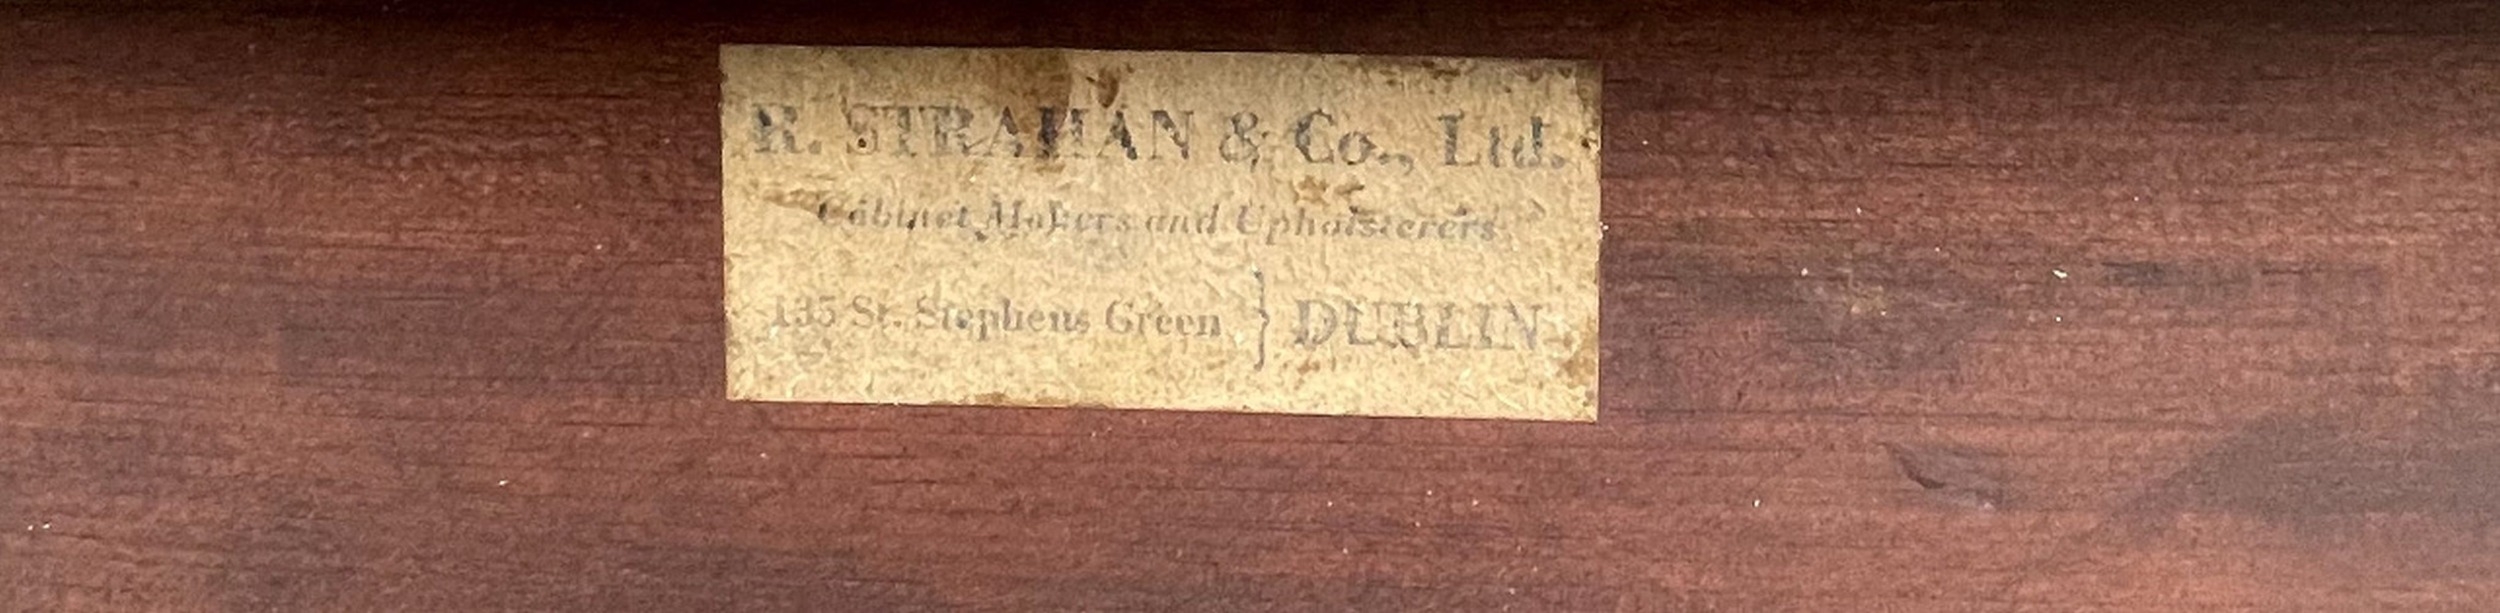 R. STRAHAN & Co., Ltd.
Cabinet Makers and Upholsterers
135 St. Stephens Green } DUBLIN